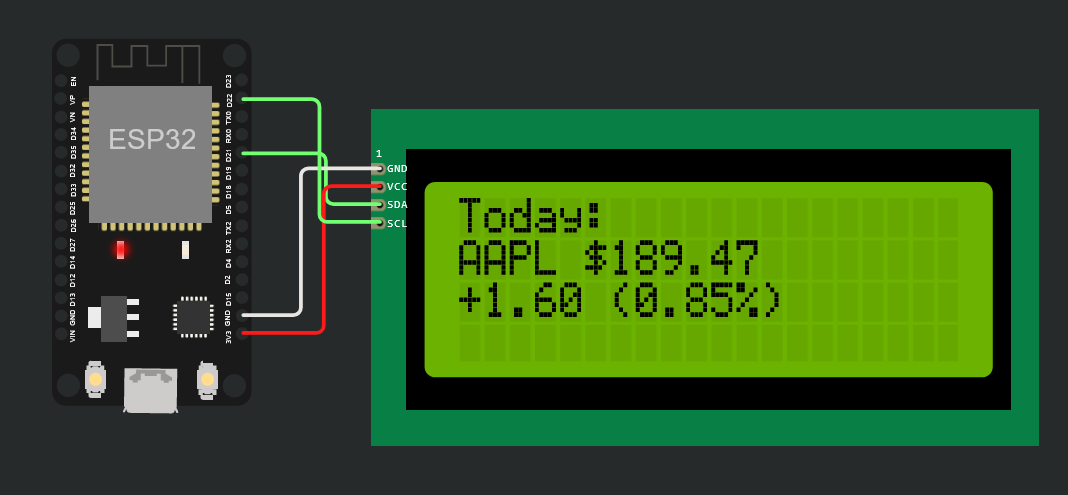 ESP32
EN
VP
VN
D34
D35
D32
D33
D25
D26
D27
D14
D12
D13
GND
VIN
D23
D22
TX0
RX0
D21
D19
D18
D5
TX2
RX2
D4
D2
D15
GND
3V3
1
GND
VCC
SDA
SCL
Today:
AAPL $189.47
+1.60 (0.85%)